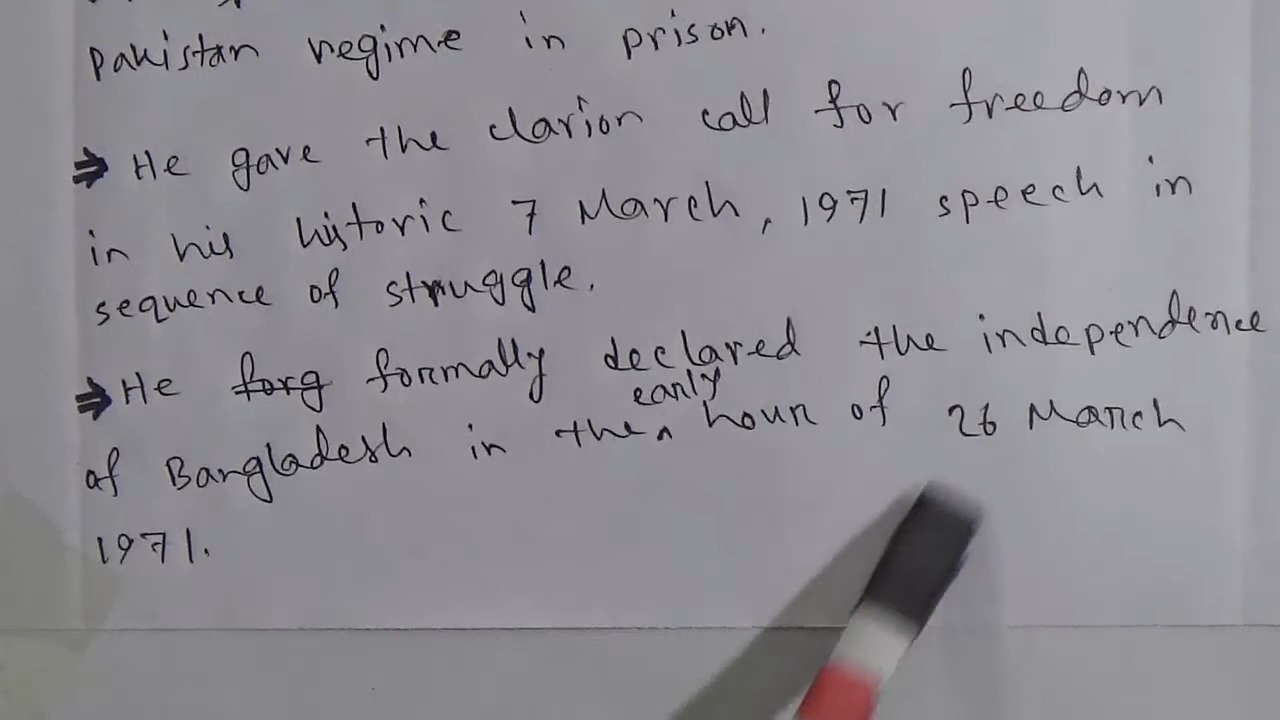 pakistan regime in prison.
⇒ He gave the clarion call for freedom
in his historic 7 March, 1971 speech in
sequence of struggle.
⇒ He forg formally declared the independence
of Bangladesh in the early hour of 26 March
1971.